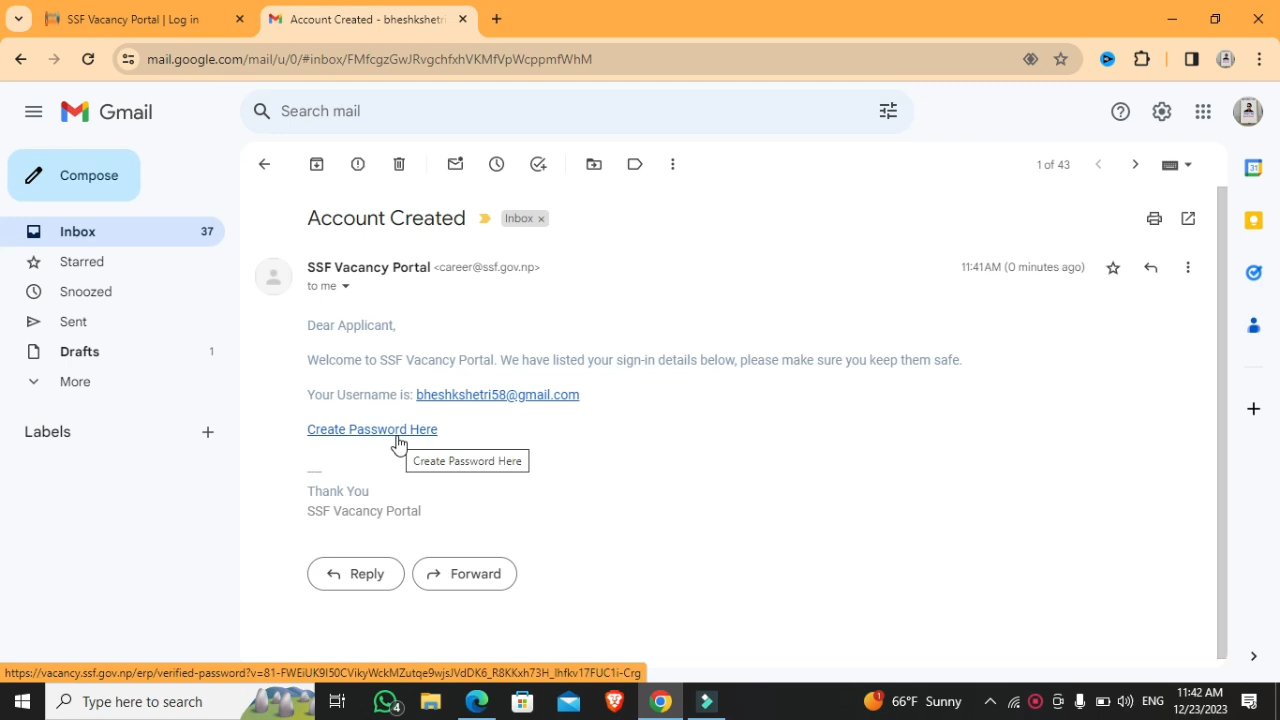 SSF Vacancy Portal | Log in
Account Created - bheshkshetri
mail.google.com/mail/u/0/#inbox/FMfcgzGwJRvgchfxhVKMfVpWcppmfWhM
Gmail
Search mail
Compose
1 of 43
Account Created
Inbox ×
Inbox 37
Starred
Snoozed
Sent
Drafts 1
More
Labels
SSF Vacancy Portal <career@ssf.gov.np>
11:41 AM (0 minutes ago)
to me
Dear Applicant,
Welcome to SSF Vacancy Portal. We have listed your sign-in details below, please make sure you keep them safe.
Your Username is: bheshkshetri58@gmail.com
Create Password Here
Create Password Here
__
Thank You
SSF Vacancy Portal
Reply
Forward
31
https://vacancy.ssf.gov.np/erp/verified-password?v=81-FWEiUK9I50CVikyWckMZutqe9wjsJVdDK6_R8KKxh73H_lhfkv17FUC1i-Crg
Type here to search
4
1
66°F Sunny
ENG
11:42 AM
12/23/2023